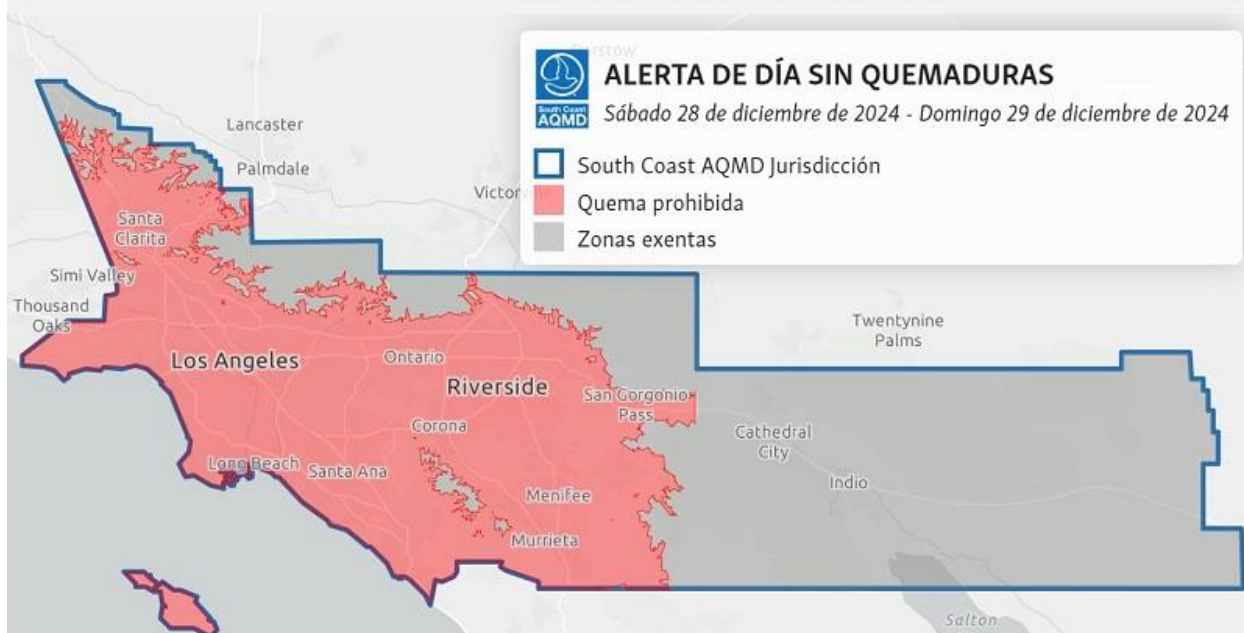 Barstow
ALERTA DE DÍA SIN QUEMADURAS
South Coast
AQMD
Sábado 28 de diciembre de 2024 - Domingo 29 de diciembre de 2024
South Coast AQMD Jurisdicción
Quema prohibida
Zonas exentas
Lancaster
Palmdale
Victorville
Santa
Clarita
Simi Valley
Thousand
Oaks
Twentynine
Palms
Los Angeles
Ontario
Riverside
San Gorgonio
Pass
Corona
Cathedral
City
Long Beach
Santa Ana
Indio
Menifee
Murrieta
Salton